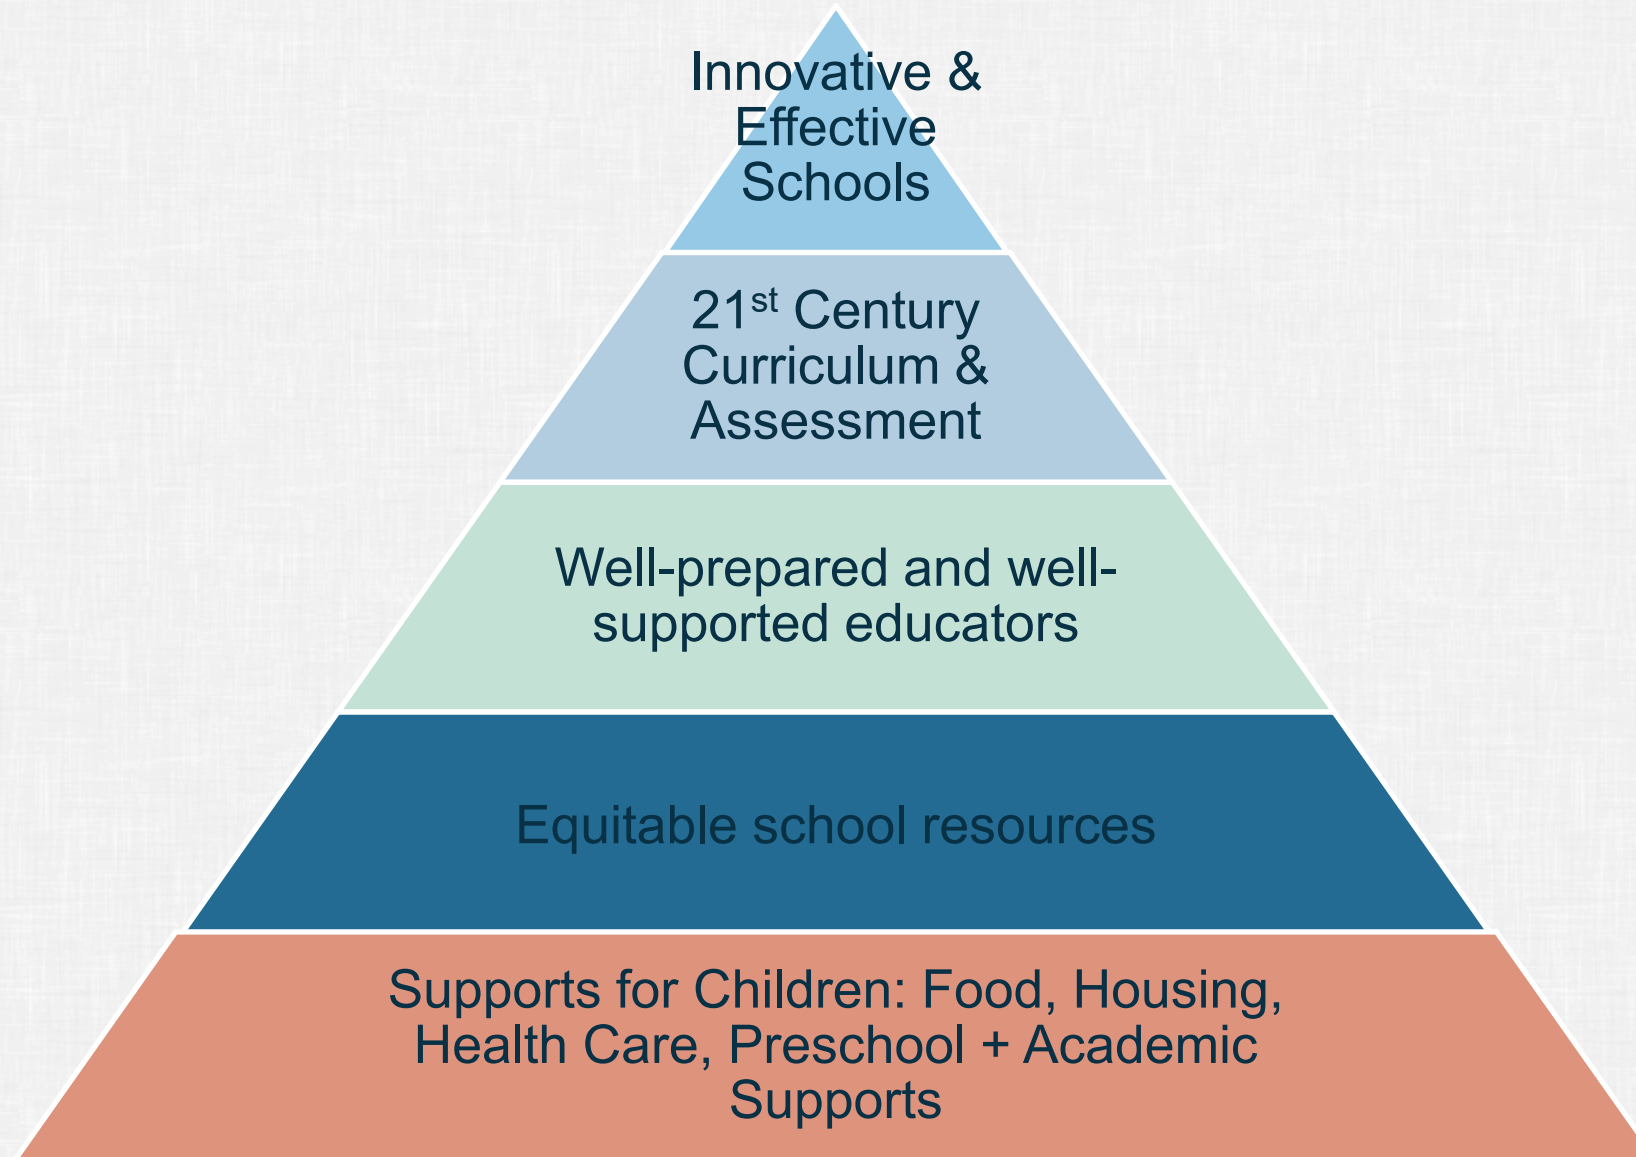 Innovative &
Effective
Schools
21st Century
Curriculum &
Assessment
Well-prepared and well-
supported educators
Equitable school resources
Supports for Children: Food, Housing,
Health Care, Preschool + Academic
Supports